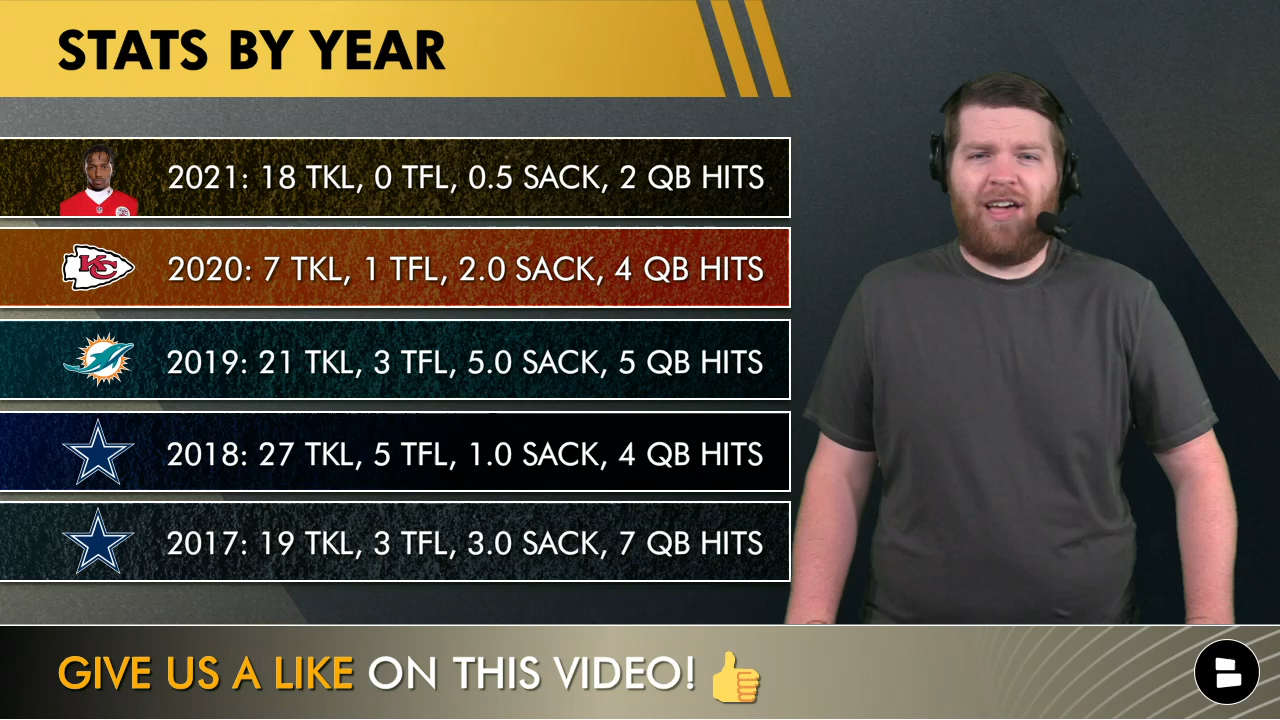 STATS BY YEAR
2021: 18 TKL, 0 TFL, 0.5 SACK, 2 QB HITS
KC
2020: 7 TKL, 1 TFL, 2.0 SACK, 4 QB HITS
2019: 21 TKL, 3 TFL, 5.0 SACK, 5 QB HITS
2018: 27 TKL, 5 TFL, 1.0 SACK, 4 QB HITS
2017: 19 TKL, 3 TFL, 3.0 SACK, 7 QB HITS
GIVE US A LIKE ON THIS VIDEO!